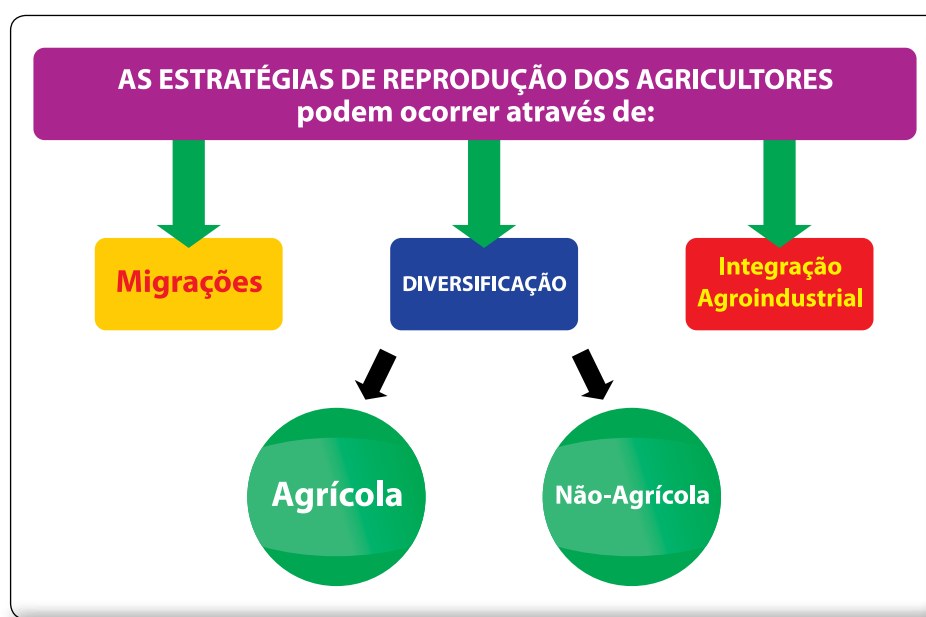 AS ESTRATÉGIAS DE REPRODUÇÃO DOS AGRICULTORES
podem ocorrer através de:
Migrações
DIVERSIFICAÇÃO
Integração
Agroindustrial
Agrícola
Não-Agrícola